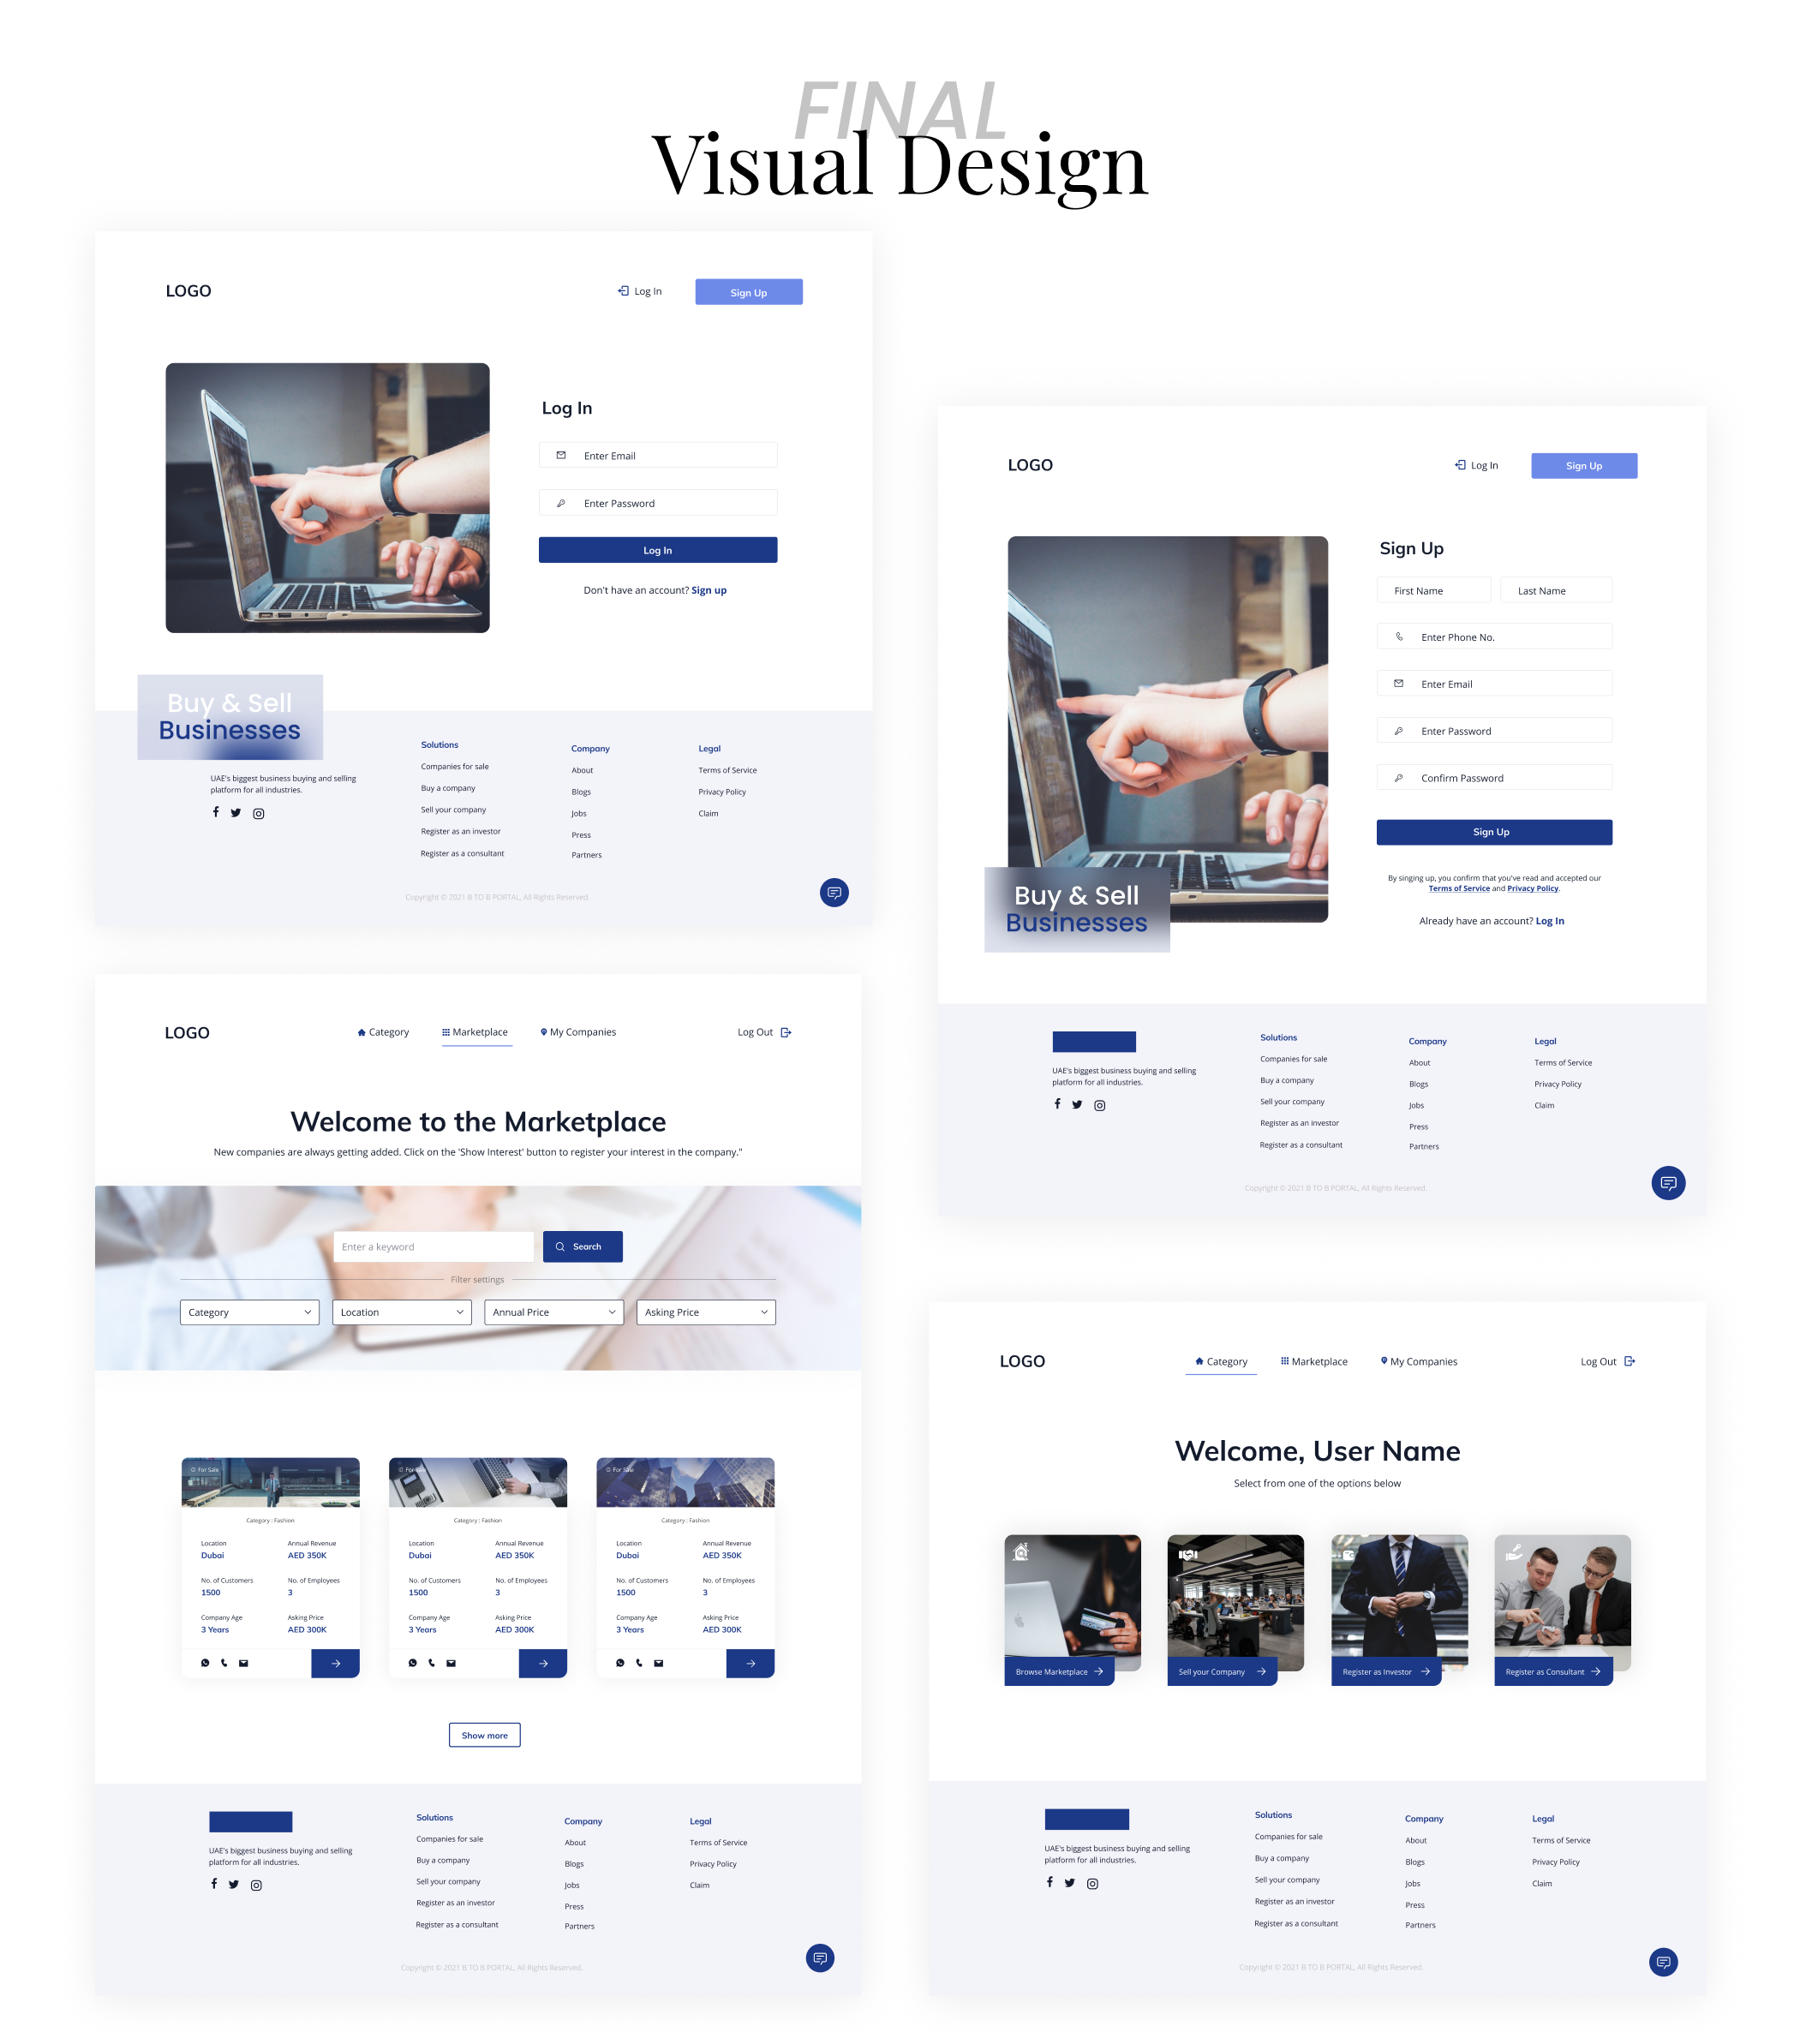 FINAL
Visual Design
LOGO
Log In
Sign Up
Log In
Enter Email
Enter Password
Log In
Don't have an account? Sign up
Buy & Sell
Businesses
UAE's biggest business buying and selling
platform for all industries.
Solutions
Companies for sale
Buy a company
Sell your company
Register as an investor
Register as a consultant
Company
About
Blogs
Jobs
Press
Partners
Legal
Terms of Service
Privacy Policy
Claim
Copyright © 2021 B TO B PORTAL, All Rights Reserved.
LOGO
Log In
Sign Up
Sign Up
First Name
Last Name
Enter Phone No.
Enter Email
Enter Password
Confirm Password
Sign Up
By singing up, you confirm that you've read and accepted our
Terms of Service and Privacy Policy.
Already have an account? Log In
Buy & Sell
Businesses
UAE's biggest business buying and selling
platform for all industries.
Solutions
Companies for sale
Buy a company
Sell your company
Register as an investor
Register as a consultant
Company
About
Blogs
Jobs
Press
Partners
Legal
Terms of Service
Privacy Policy
Claim
Copyright © 2021 B TO B PORTAL, All Rights Reserved.
LOGO
Category
Marketplace
My Companies
Log Out
Welcome to the Marketplace
New companies are always getting added. Click on the 'Show Interest' button to register your interest in the company."
Enter a keyword
Search
Filter settings
Category
Location
Annual Price
Asking Price
For Sale
Category : Fashion
Location
Annual Revenue
Dubai
AED 350K
No. of Customers
No. of Employees
1500
3
Company Age
Asking Price
3 Years
AED 300K
For Sale
Category : Fashion
Location
Annual Revenue
Dubai
AED 350K
No. of Customers
No. of Employees
1500
3
Company Age
Asking Price
3 Years
AED 300K
For Sale
Category : Fashion
Location
Annual Revenue
Dubai
AED 350K
No. of Customers
No. of Employees
1500
3
Company Age
Asking Price
3 Years
AED 300K
Show more
UAE's biggest business buying and selling
platform for all industries.
Solutions
Companies for sale
Buy a company
Sell your company
Register as an investor
Register as a consultant
Company
About
Blogs
Jobs
Press
Partners
Legal
Terms of Service
Privacy Policy
Claim
Copyright © 2021 B TO B PORTAL, All Rights Reserved.
LOGO
Category
Marketplace
My Companies
Log Out
Welcome, User Name
Select from one of the options below
Browse Marketplace
Sell your Company
Register as Investor
Register as Consultant
UAE's biggest business buying and selling
platform for all industries.
Solutions
Companies for sale
Buy a company
Sell your company
Register as an investor
Register as a consultant
Company
About
Blogs
Jobs
Press
Partners
Legal
Terms of Service
Privacy Policy
Claim
Copyright © 2021 B TO B PORTAL, All Rights Reserved.